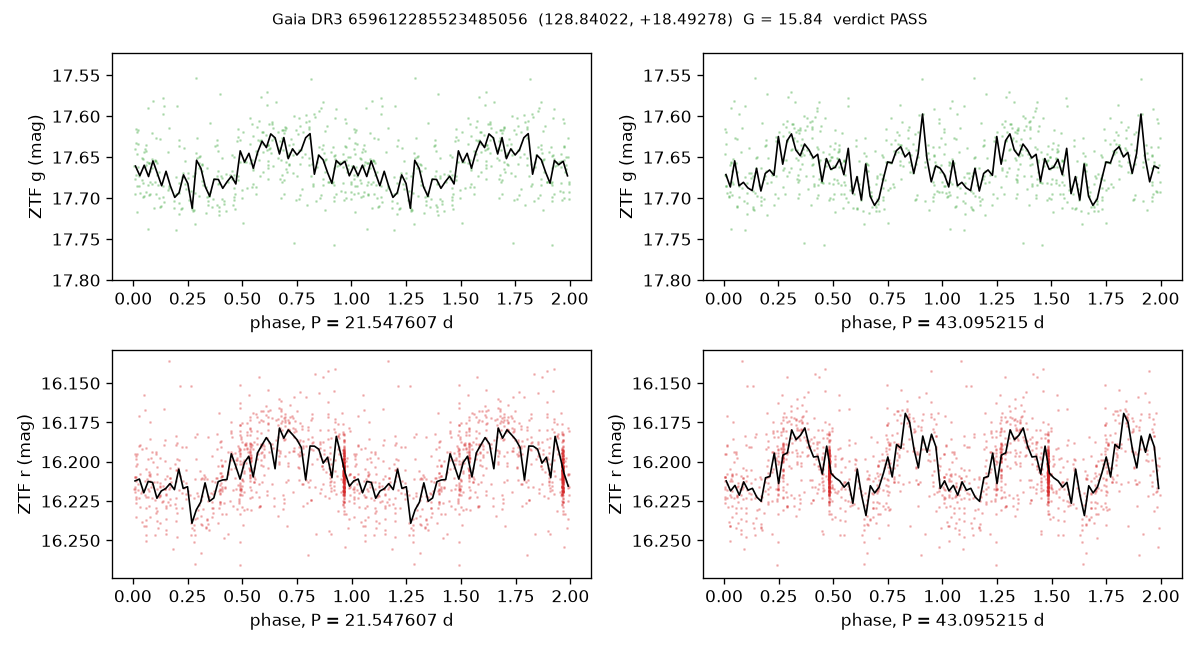 Gaia DR3 659612285523485056  (128.84022, +18.49278)  G = 15.84  verdict PASS
ZTF g (mag)
17.55
17.60
17.65
17.70
17.75
17.80
0.00 0.25 0.50 0.75 1.00 1.25 1.50 1.75 2.00
phase, P = 21.547607 d
ZTF g (mag)
17.55
17.60
17.65
17.70
17.75
17.80
0.00 0.25 0.50 0.75 1.00 1.25 1.50 1.75 2.00
phase, P = 43.095215 d
ZTF r (mag)
16.150
16.175
16.200
16.225
16.250
0.00 0.25 0.50 0.75 1.00 1.25 1.50 1.75 2.00
phase, P = 21.547607 d
ZTF r (mag)
16.150
16.175
16.200
16.225
16.250
0.00 0.25 0.50 0.75 1.00 1.25 1.50 1.75 2.00
phase, P = 43.095215 d